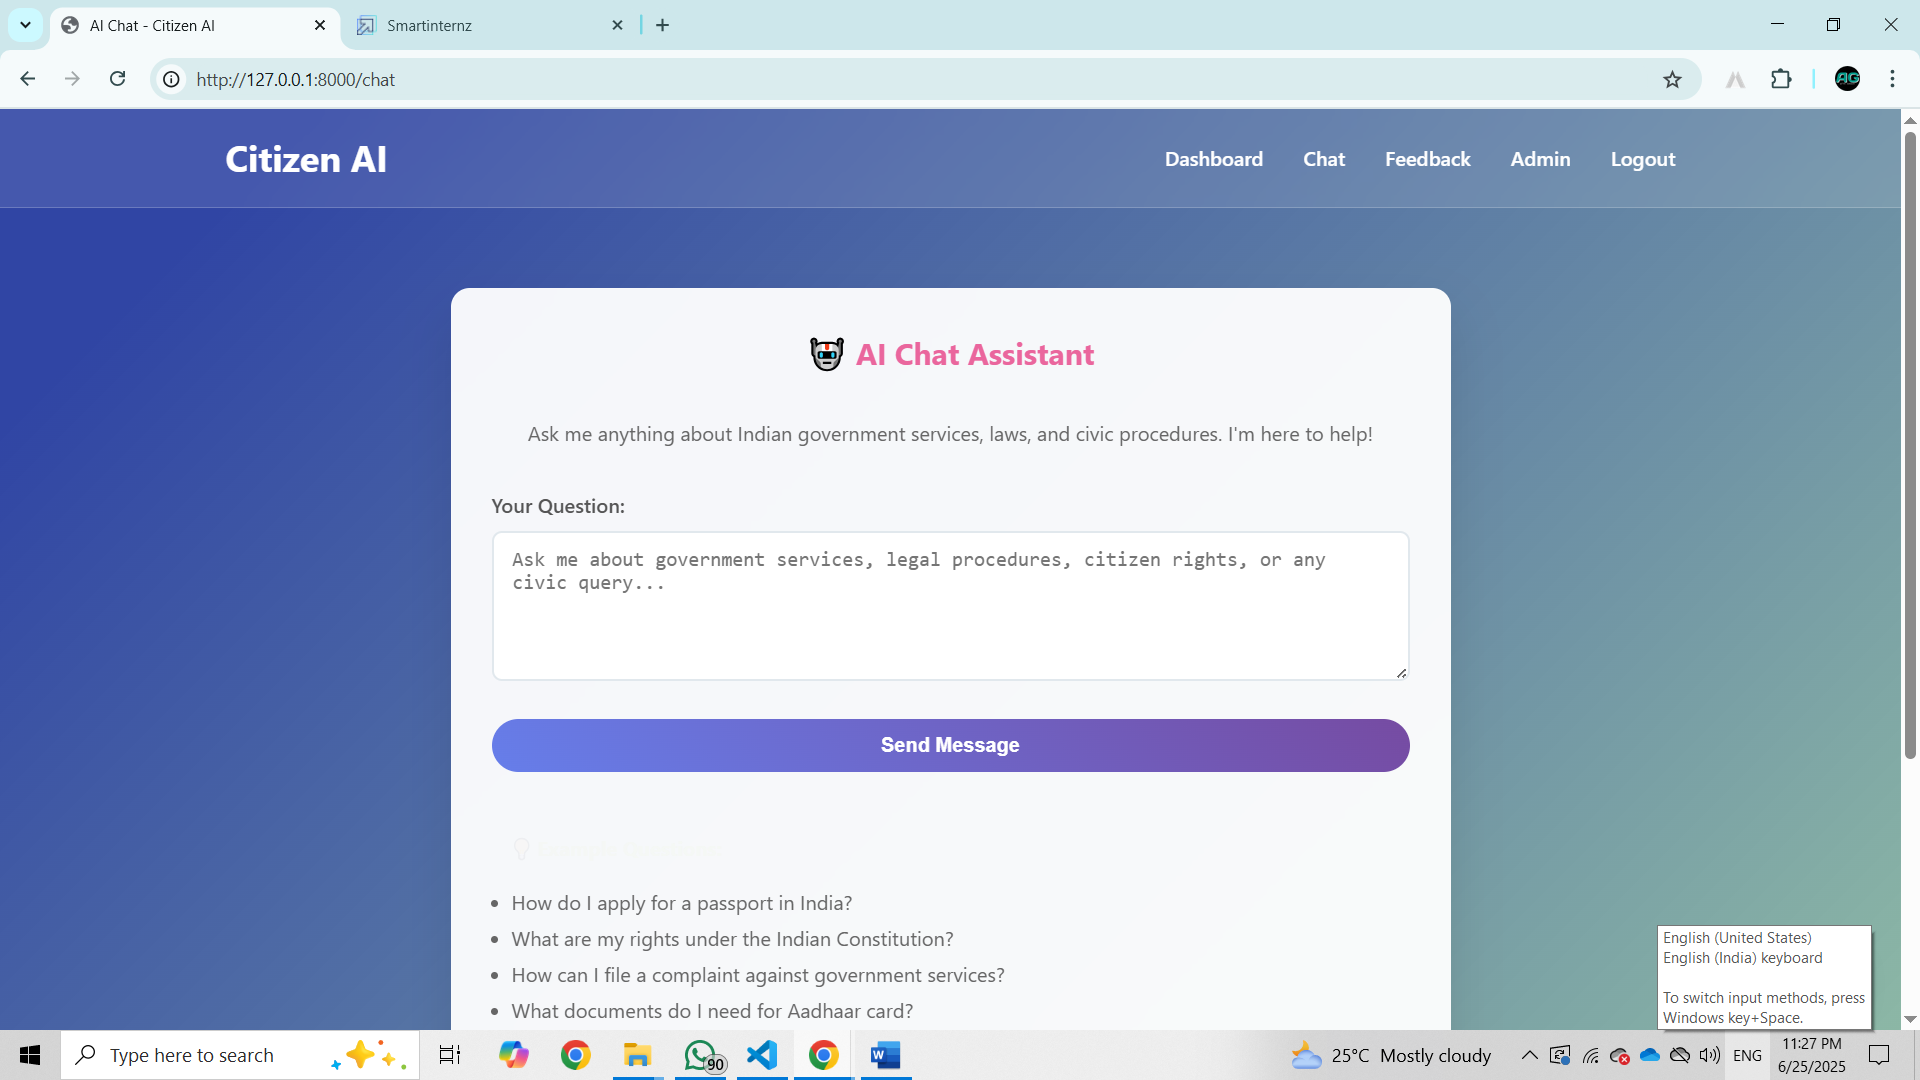 AI Chat - Citizen AI
Smartinternz
http://127.0.0.1:8000/chat
AG
Citizen AI
Dashboard
Chat
Feedback
Admin
Logout
AI Chat Assistant
Ask me anything about Indian government services, laws, and civic procedures. I'm here to help!
Your Question:
Ask me about government services, legal procedures, citizen rights, or any
civic query...
Send Message
How do I apply for a passport in India?
What are my rights under the Indian Constitution?
How can I file a complaint against government services?
What documents do I need for Aadhaar card?
English (United States)
English (India) keyboard
To switch input methods, press
Windows key+Space.
Type here to search
90
25°C Mostly cloudy
ENG
11:27 PM
6/25/2025